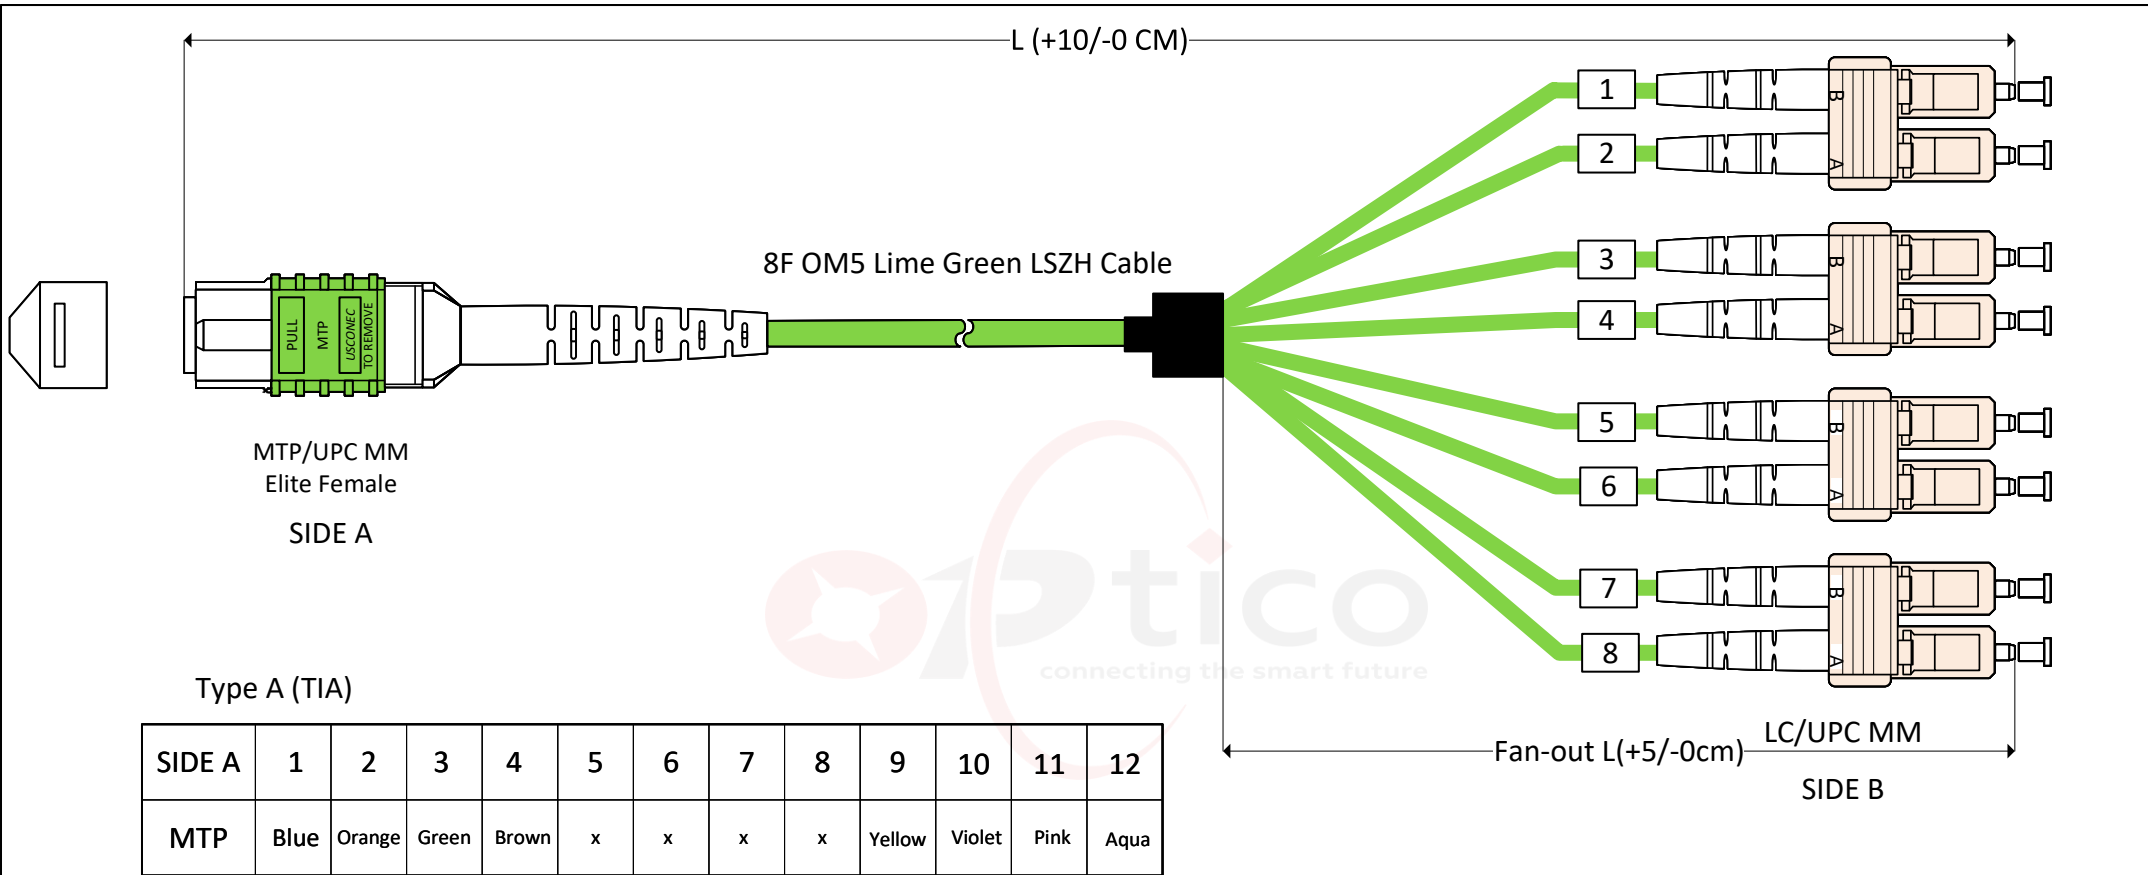 L (+10/-0 CM)
1
B
2
A
8F OM5 Lime Green LSZH Cable
3
B
4
A
PULL
MTP
USCONEC
TO REMOVE
5
B
6
A
MTP/UPC MM
Elite Female
SIDE A
7
B
8
A
optico
connecting the smart future
Type A (TIA)
LC/UPC MM
Fan-out L(+5/-0cm)
SIDE B
SIDE A 1 2 3 4 5 6 7 8 9 10 11 12
MTP Blue Orange Green Brown x x x x Yellow Violet Pink Aqua